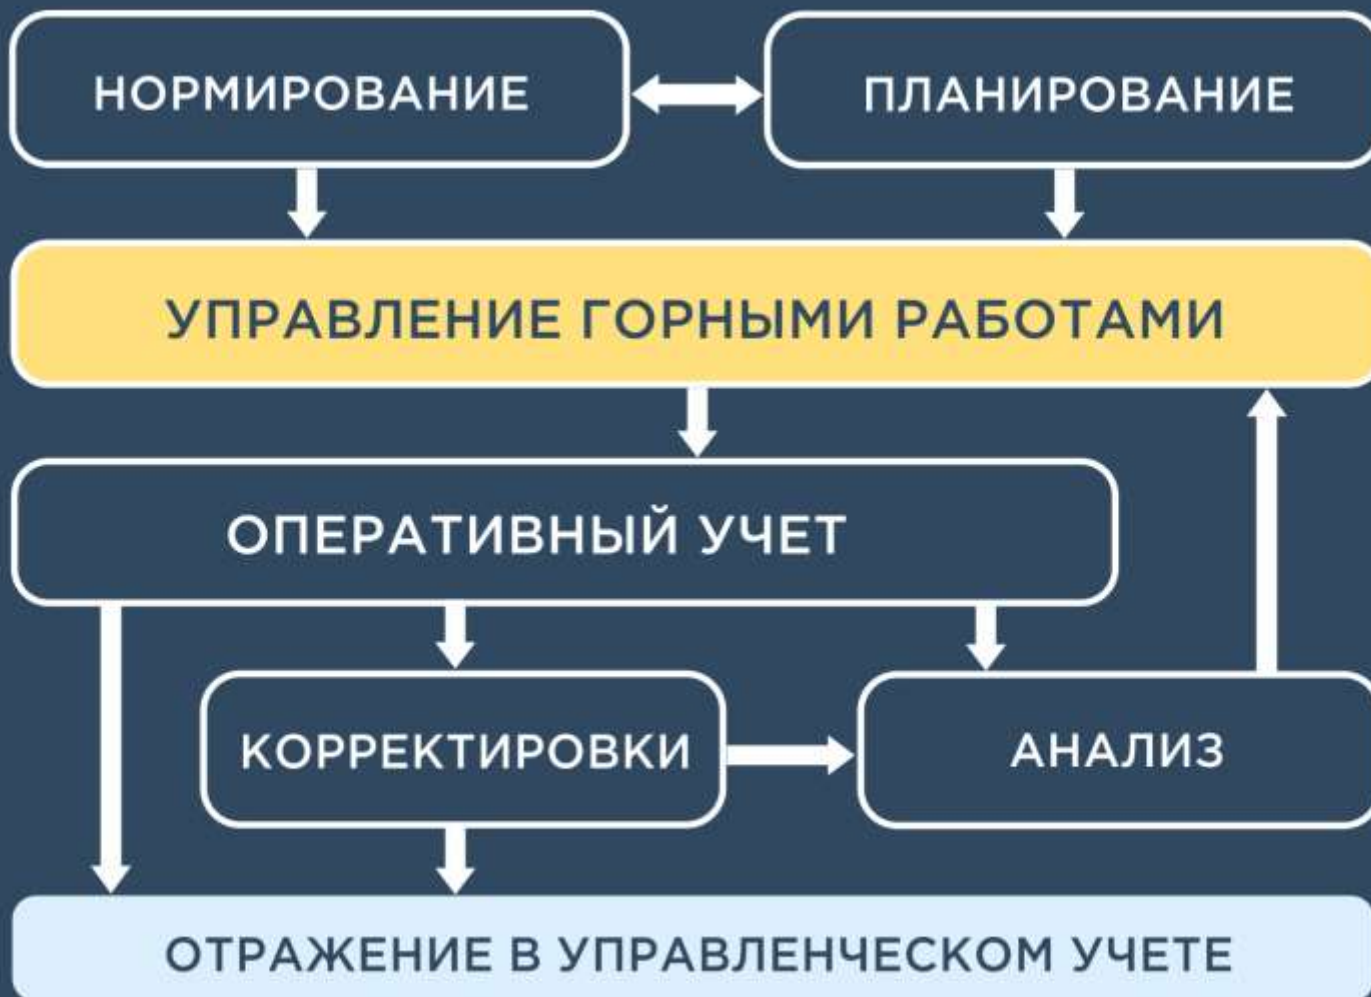 НОРМИРОВАНИЕ
ПЛАНИРОВАНИЕ
УПРАВЛЕНИЕ ГОРНЫМИ РАБОТАМИ
ОПЕРАТИВНЫЙ УЧЕТ
КОРРЕКТИРОВКИ
АНАЛИЗ
ОТРАЖЕНИЕ В УПРАВЛЕНЧЕСКОМ УЧЕТЕ